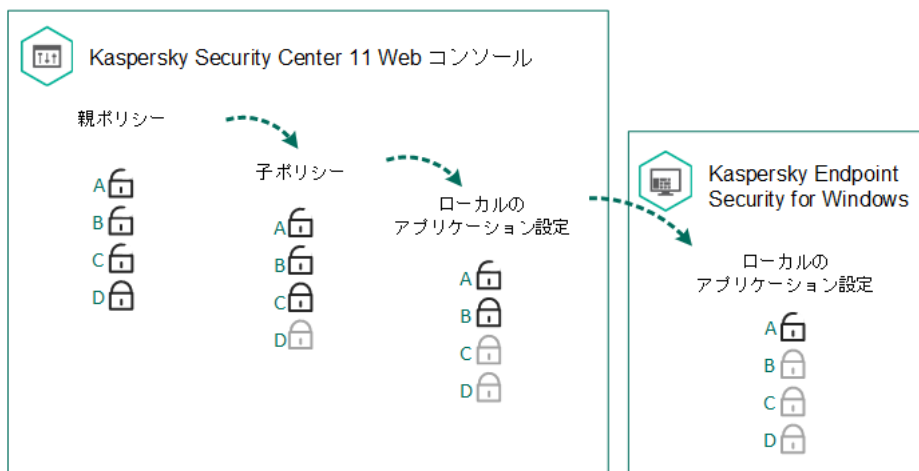 Kaspersky Security Center 11 Web コンソール
親ポリシー
A
B
C
D
子ポリシー
A
B
C
D
ローカルの
アプリケーション設定
A
B
C
D
Kaspersky Endpoint
Security for Windows
ローカルの
アプリケーション設定
A
B
C
D